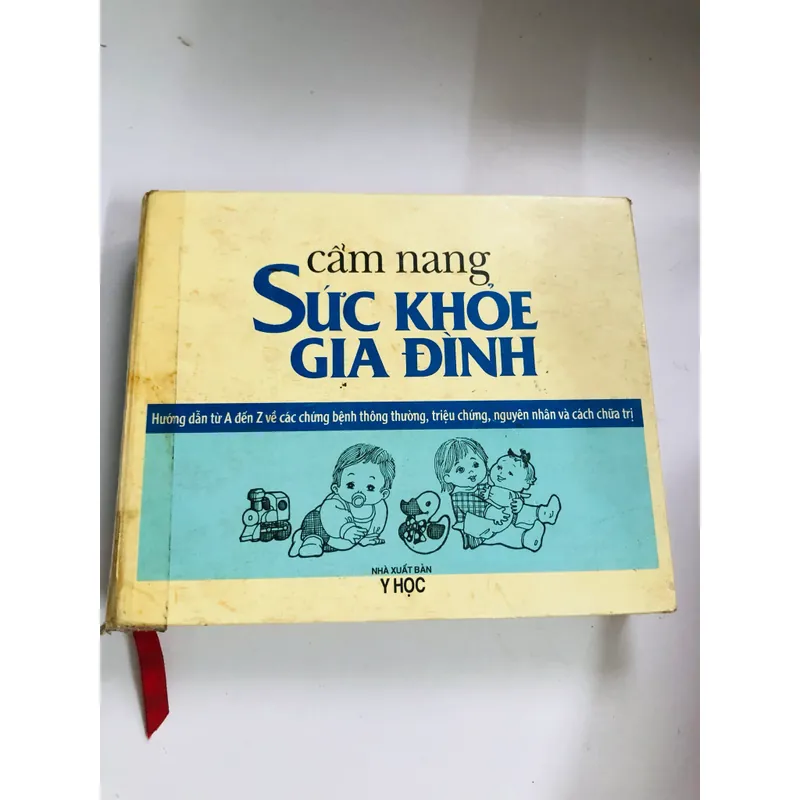 cẩm nang
SỨC KHỎE
GIA ĐÌNH
Hướng dẫn từ A đến Z về các chứng bệnh thông thường, triệu chứng, nguyên nhân và cách chữa trị
NHÀ XUẤT BẢN
Y HỌC